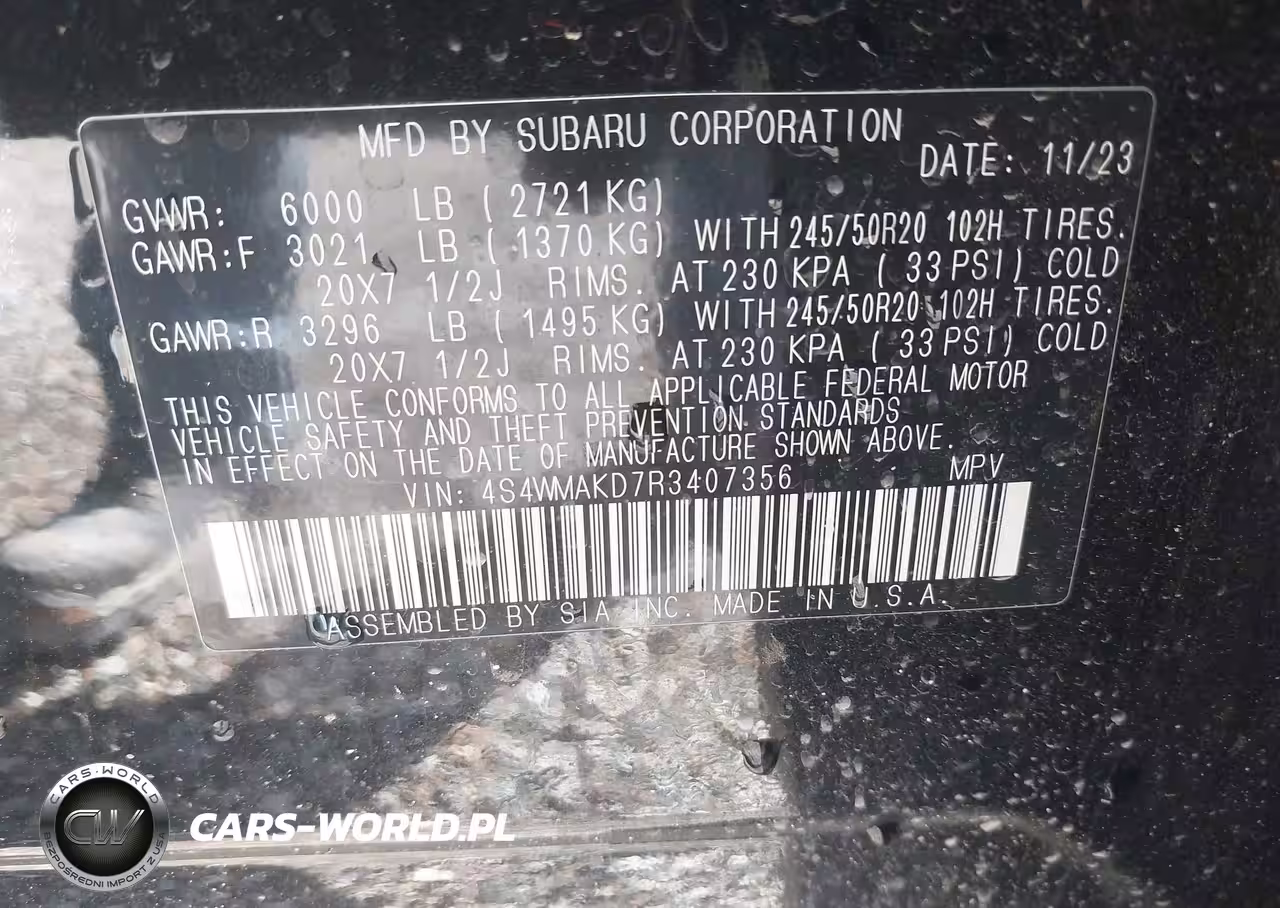 MFD BY SUBARU CORPORATION
DATE: 11/23
GVWR: 6000 LB ( 2721 KG)
GAWR:F 3021 LB ( 1370 KG) WITH 245/50R20 102H TIRES.
20X7 1/2J RIMS. AT 230 KPA ( 33 PSI) COLD
GAWR:R 3296 LB ( 1495 KG) WITH 245/50R20 102H TIRES.
20X7 1/2J RIMS. AT 230 KPA ( 33 PSI) COLD
THIS VEHICLE CONFORMS TO ALL APPLICABLE FEDERAL MOTOR
VEHICLE SAFETY AND THEFT PREVENTION STANDARDS
IN EFFECT ON THE DATE OF MANUFACTURE SHOWN ABOVE.
VIN: 4S4WMAKD7R3407356 MPV
ASSEMBLED BY SIA INC. MADE IN U.S.A.
CARS-WORLD
CW
BEZPOŚREDNI IMPORT Z USA
CARS-WORLD.PL